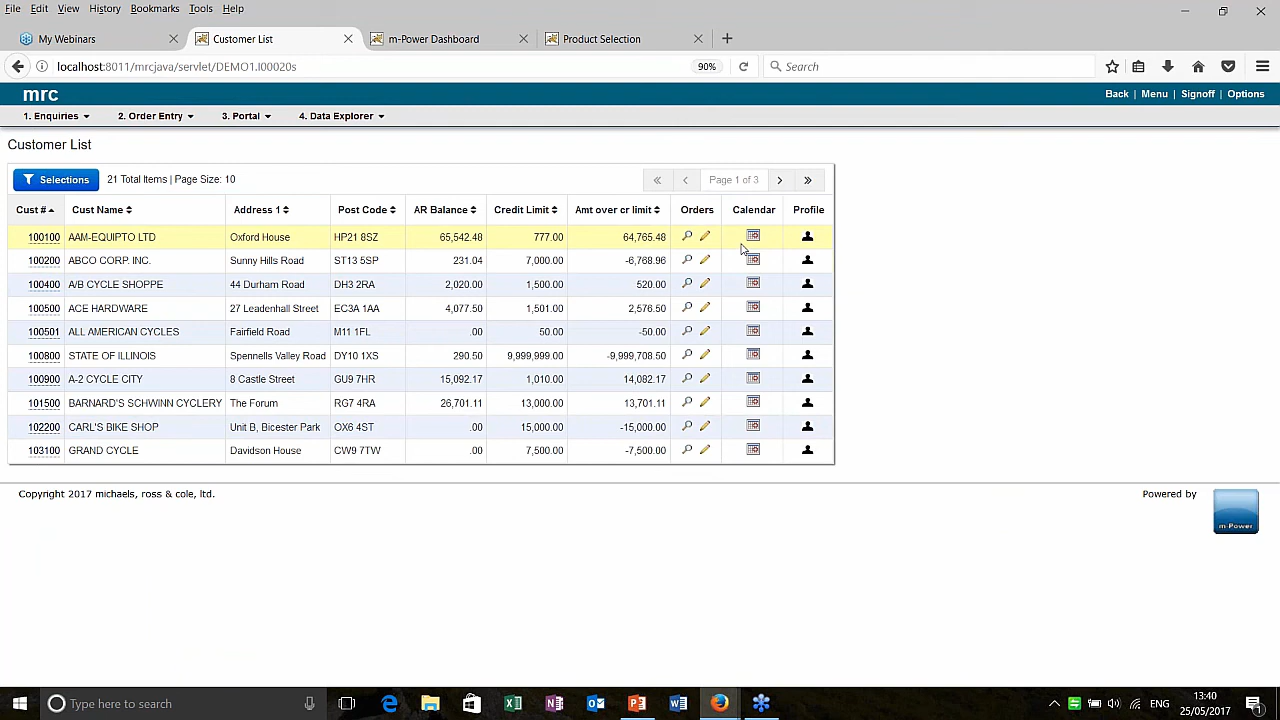 File Edit View History Bookmarks Tools Help
My Webinars
Customer List
m-Power Dashboard
Product Selection
localhost:8011/mrcjava/servlet/DEMO1.I00020s
90%
Search
mrc
Back | Menu | Signoff | Options
1. Enquiries 2. Order Entry 3. Portal 4. Data Explorer
Customer List
Selections 21 Total Items | Page Size: 10 Page 1 of 3
Cust # Cust Name Address 1 Post Code AR Balance Credit Limit Amt over cr limit Orders Calendar Profile
100100 AAM-EQUIPTO LTD Oxford House HP21 8SZ 65,542.48 777.00 64,765.48
100200 ABCO CORP. INC. Sunny Hills Road ST13 5SP 231.04 7,000.00 -6,768.96
100400 A/B CYCLE SHOPPE 44 Durham Road DH3 2RA 2,020.00 1,500.00 520.00
100500 ACE HARDWARE 27 Leadenhall Street EC3A 1AA 4,077.50 1,501.00 2,576.50
100501 ALL AMERICAN CYCLES Fairfield Road M11 1FL .00 50.00 -50.00
100800 STATE OF ILLINOIS Spennells Valley Road DY10 1XS 290.50 9,999,999.00 -9,999,708.50
100900 A-2 CYCLE CITY 8 Castle Street GU9 7HR 15,092.17 1,010.00 14,082.17
101500 BARNARD'S SCHWINN CYCLERY The Forum RG7 4RA 26,701.11 13,000.00 13,701.11
102200 CARL'S BIKE SHOP Unit B, Bicester Park OX6 4ST .00 15,000.00 -15,000.00
103100 GRAND CYCLE Davidson House CW9 7TW .00 7,500.00 -7,500.00
Copyright 2017 michaels, ross & cole, ltd.
Powered by
m-Power
Type here to search
ENG
13:40
25/05/2017
1